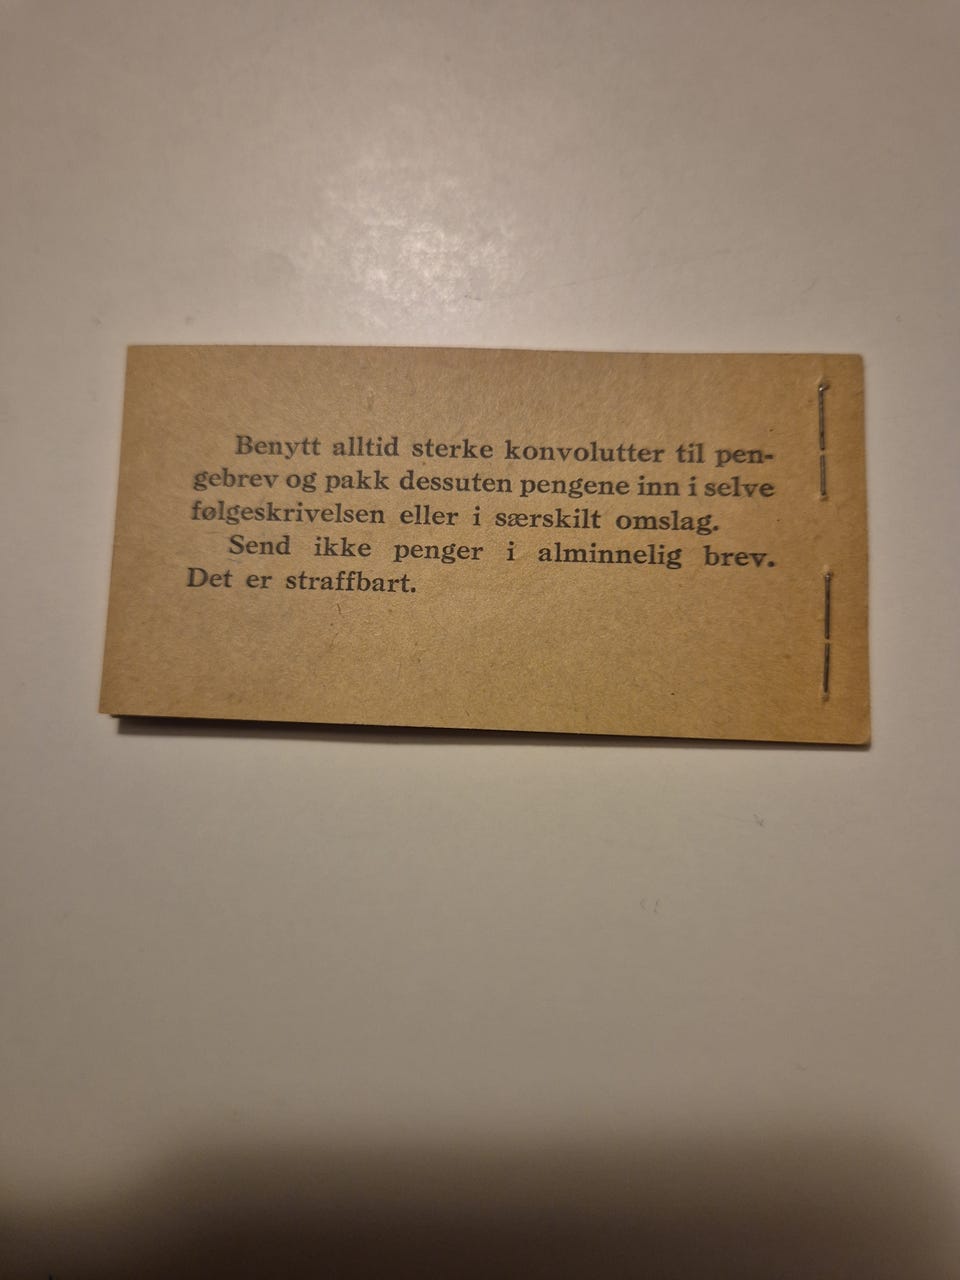 Benytt alltid sterke konvolutter til pen-
gebrev og pakk dessuten pengene inn i selve
følgeskrivelsen eller i særskilt omslag.
Send ikke penger i alminnelig brev.
Det er straffbart.